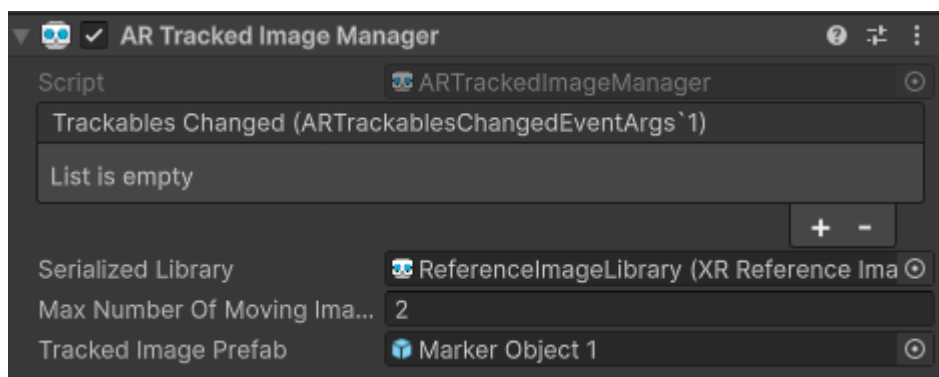 AR Tracked Image Manager
Script ARTrackedImageManager
Trackables Changed (ARTrackablesChangedEventArgs`1)
List is empty
+ -
Serialized Library ReferenceImageLibrary (XR Reference Ima
Max Number Of Moving Ima... 2
Tracked Image Prefab Marker Object 1